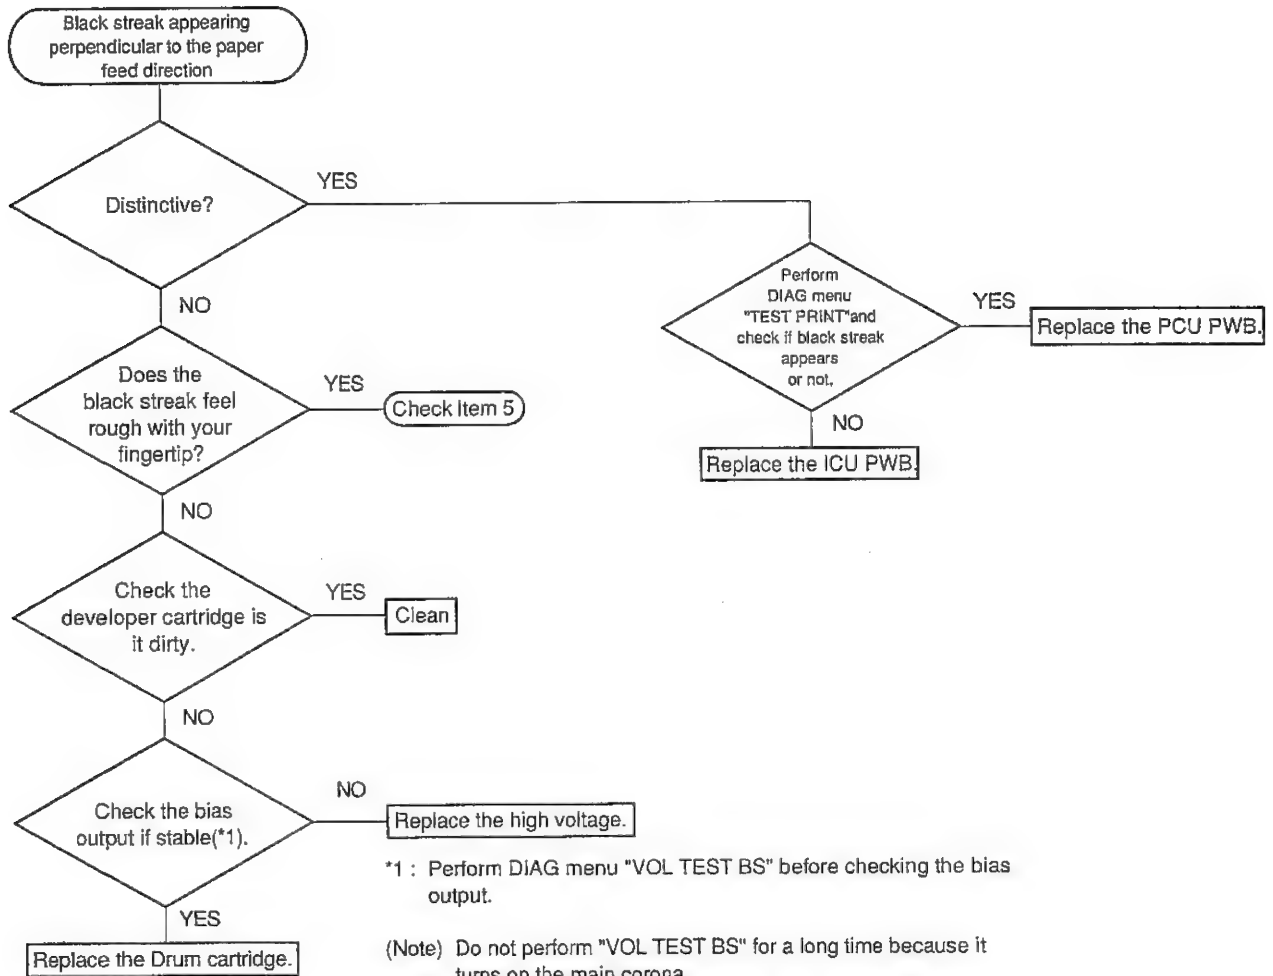 Black streak appearing
perpendicular to the paper
feed direction
Distinctive?
YES
NO
Perform
DIAG menu
"TEST PRINT"and
check if black streak
appears
or not,
YES
Replace the PCU PWB.
NO
Replace the ICU PWB.
Does the
black streak feel
rough with your
fingertip?
YES
Check Item 5
NO
Check the
developer cartridge is
it dirty.
YES
Clean
NO
Check the bias
output if stable(*1).
NO
Replace the high voltage.
YES
Replace the Drum cartridge.
*1 : Perform DIAG menu "VOL TEST BS" before checking the bias
output.
(Note) Do not perform "VOL TEST BS" for a long time because it
turns on the main corona